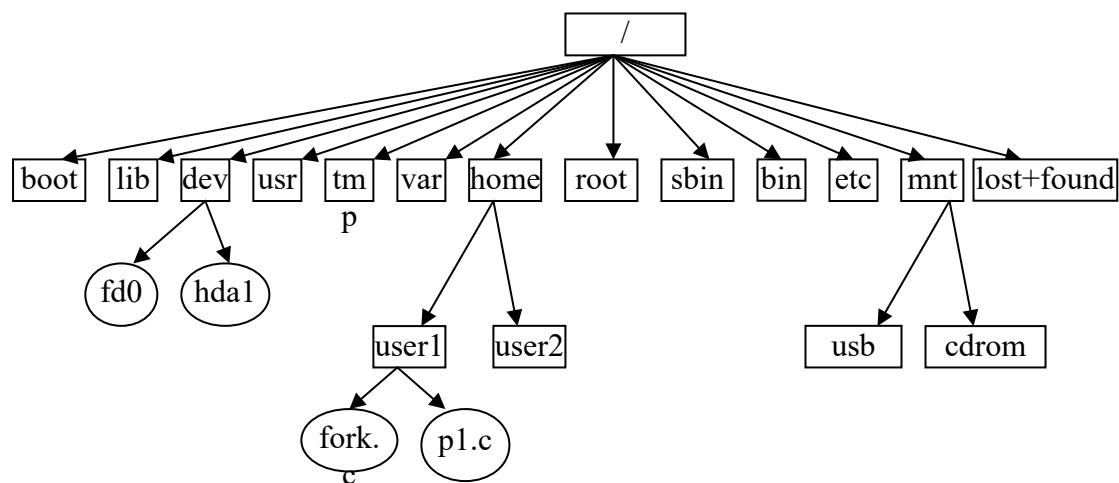 /
boot lib dev usr tm var home root sbin bin etc mnt lost+found
p
fd0 hda1
user1 user2 usb cdrom
fork. p1.c
c